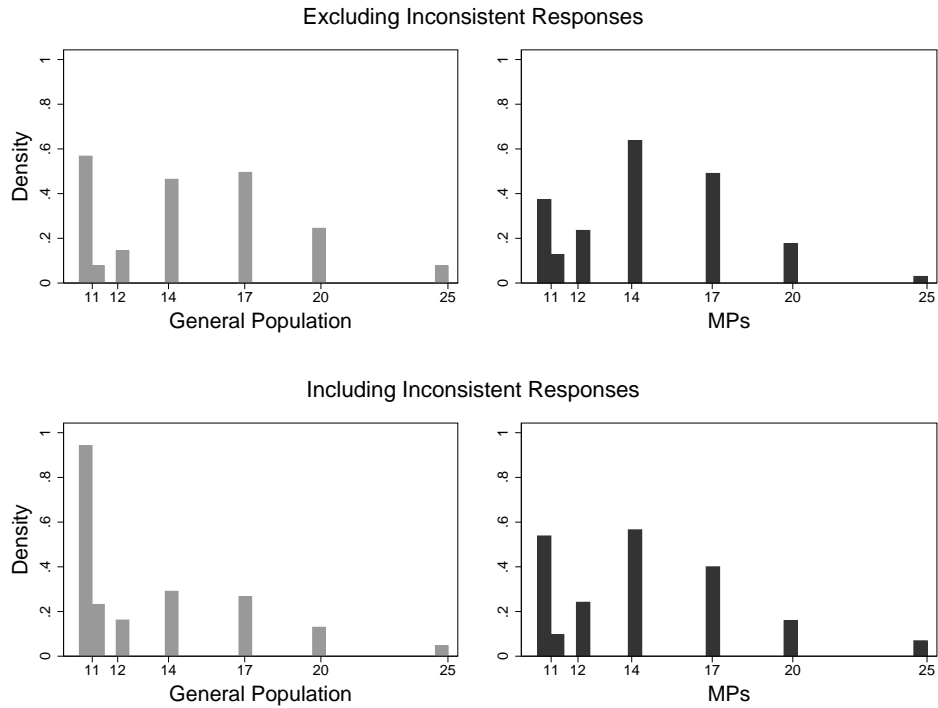 Excluding Inconsistent Responses
Density
0 .2 .4 .6 .8 1
11 12 14 17 20 25
General Population
0 .2 .4 .6 .8 1
11 12 14 17 20 25
MPs
Including Inconsistent Responses
Density
0 .2 .4 .6 .8 1
11 12 14 17 20 25
General Population
0 .2 .4 .6 .8 1
11 12 14 17 20 25
MPs